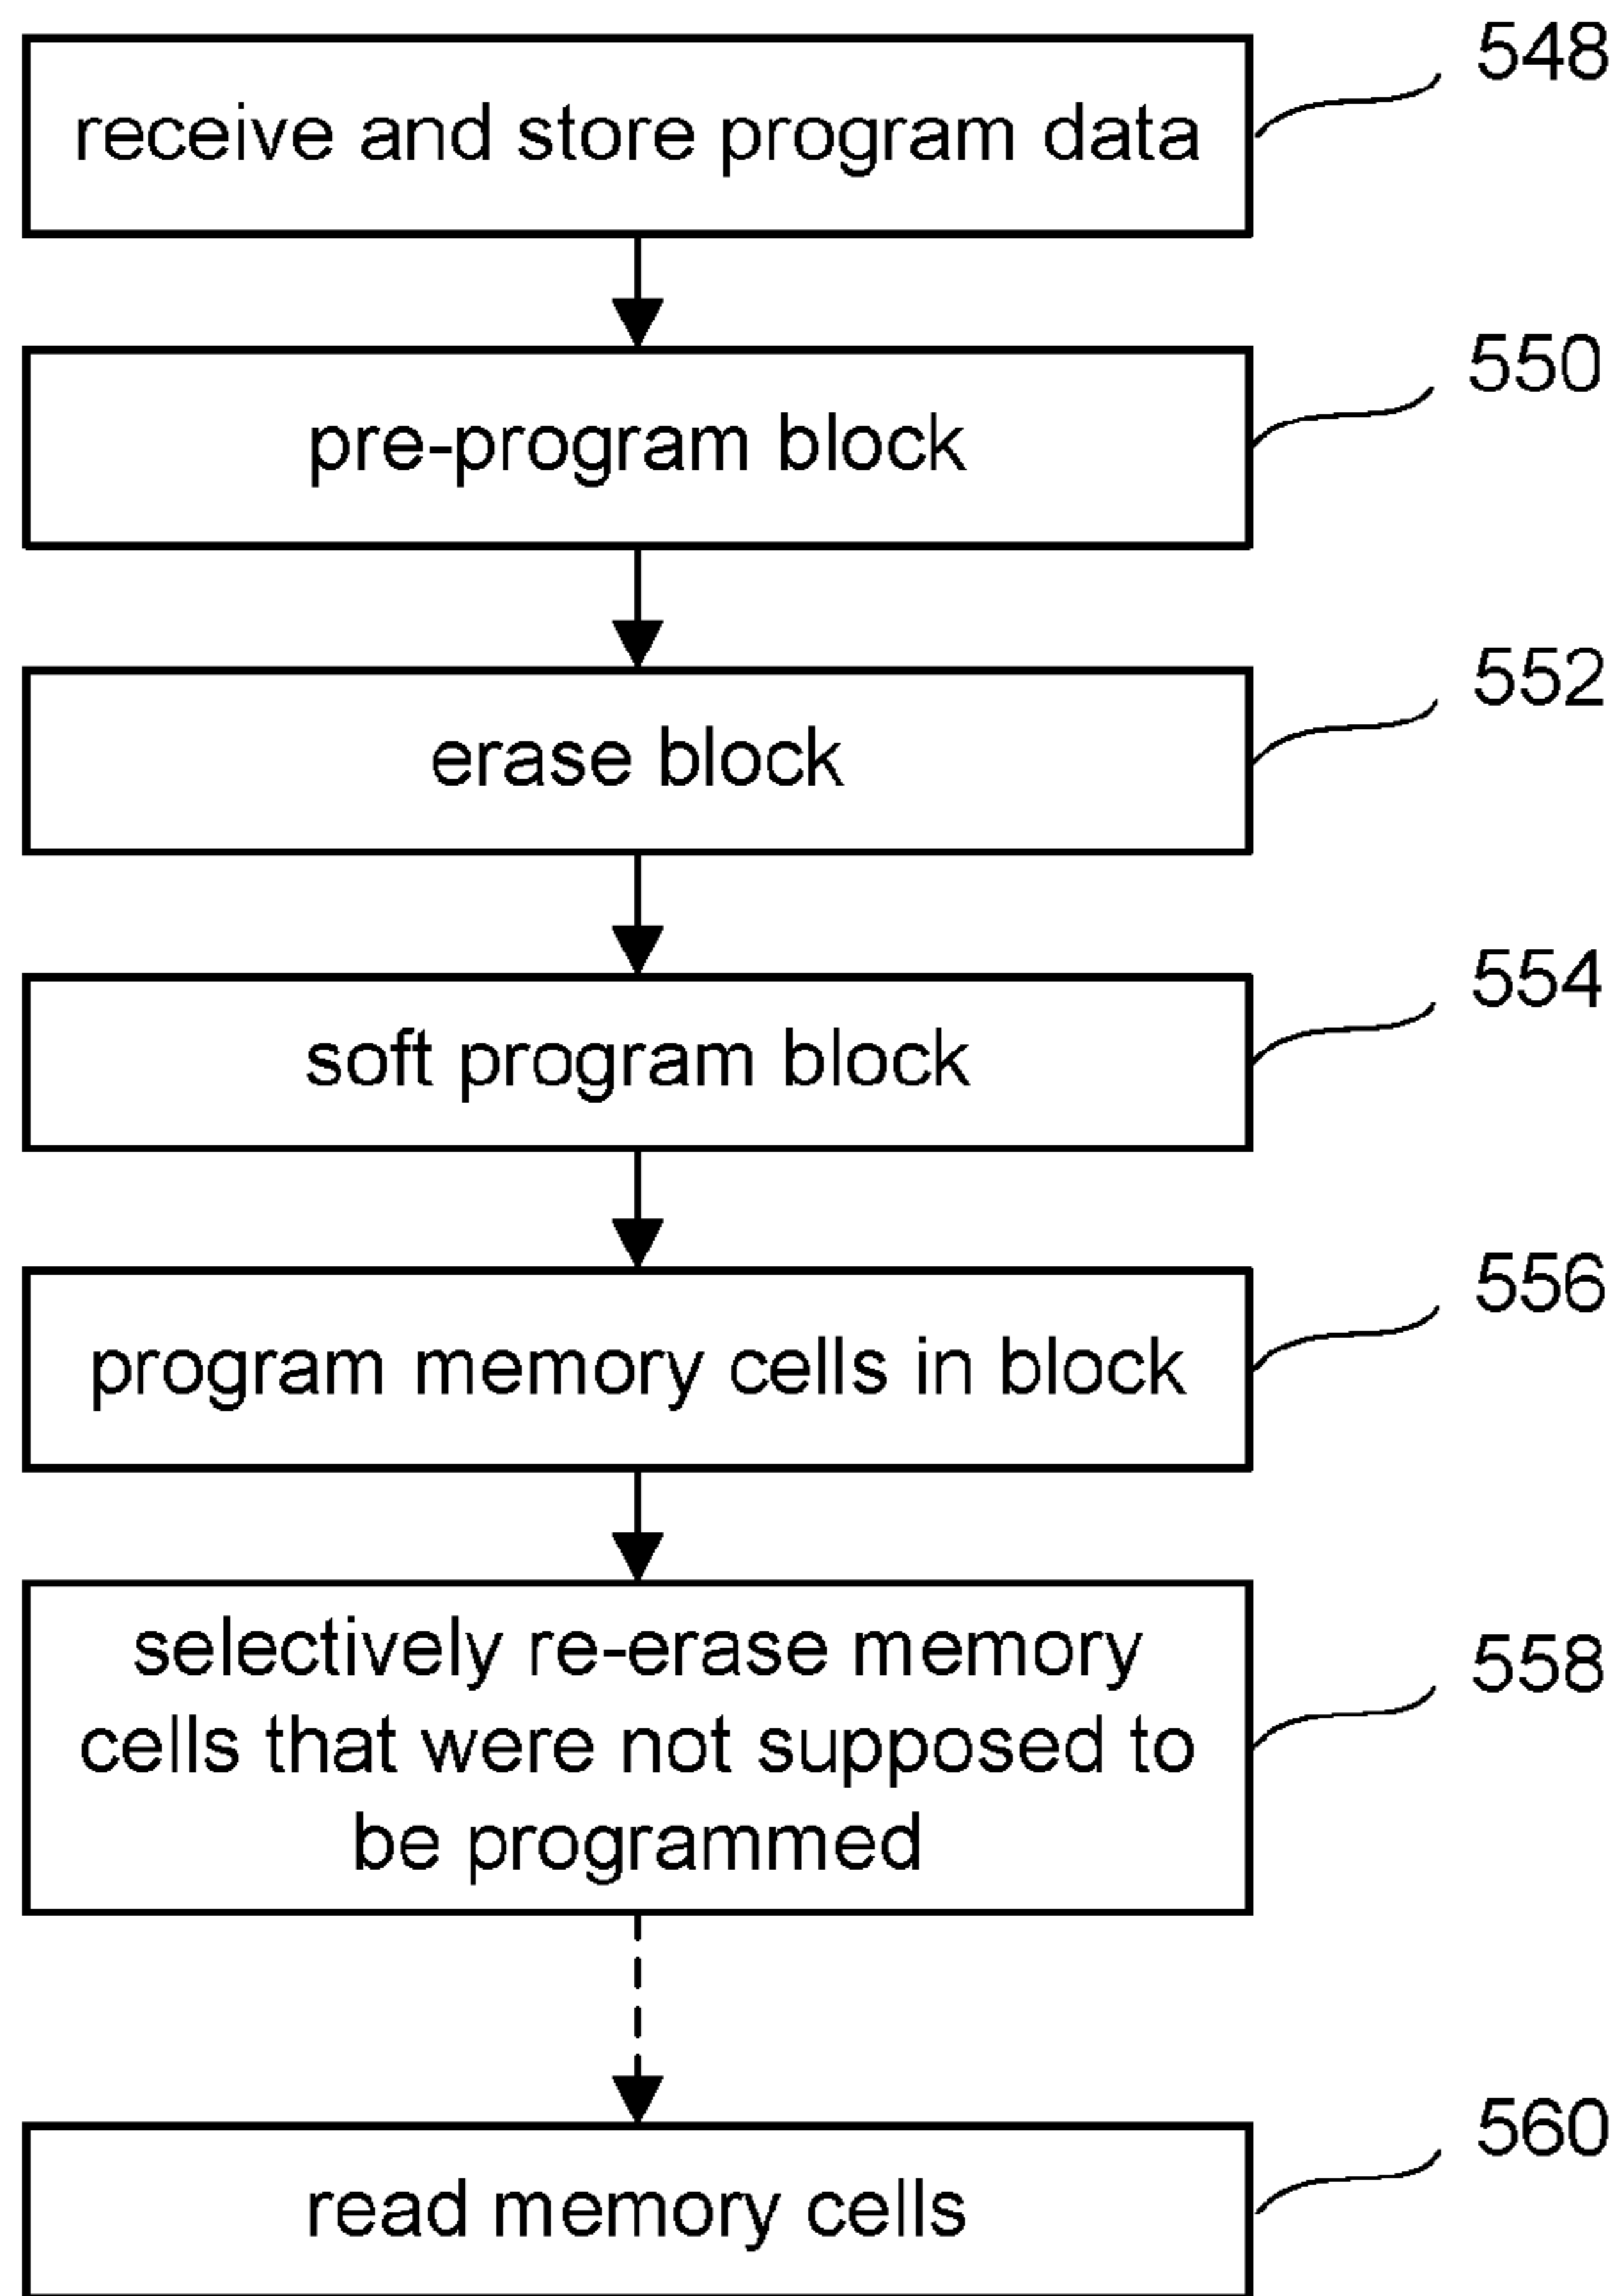 548
receive and store program data
550
pre-program block
552
erase block
554
soft program block
556
program memory cells in block
558
selectively re-erase memory
cells that were not supposed to
be programmed
560
read memory cells